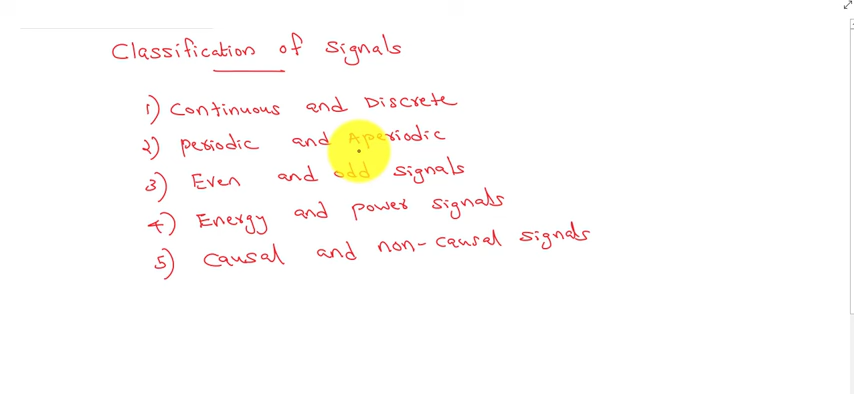 Classification of Signals
1) Continuous and Discrete
2) Periodic and Aperiodic
3) Even and odd signals
4) Energy and power signals
5) Causal and non-causal signals